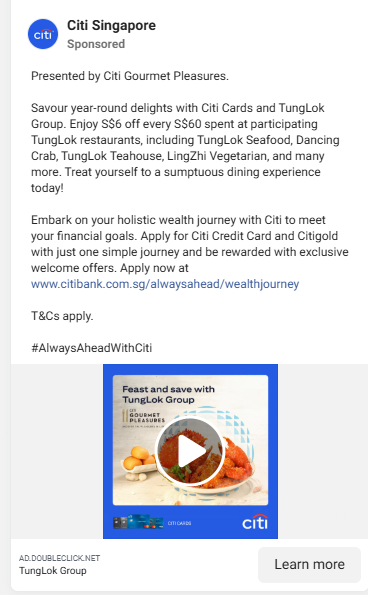 citi
Citi Singapore
Sponsored
Presented by Citi Gourmet Pleasures.
Savour year-round delights with Citi Cards and TungLok
Group. Enjoy S$6 off every S$60 spent at participating
TungLok restaurants, including TungLok Seafood, Dancing
Crab, TungLok Teahouse, LingZhi Vegetarian, and many
more. Treat yourself to a sumptuous dining experience
today!
Embark on your holistic wealth journey with Citi to meet
your financial goals. Apply for Citi Credit Card and Citigold
with just one simple journey and be rewarded with exclusive
welcome offers. Apply now at
www.citibank.com.sg/alwaysahead/wealthjourney
T&Cs apply.
#AlwaysAheadWithCiti
Feast and save with
TungLok Group
CITI
GOURMET
PLEASURES
CITI CARDS
citi
AD.DOUBLECLICK.NET
TungLok Group
Learn more